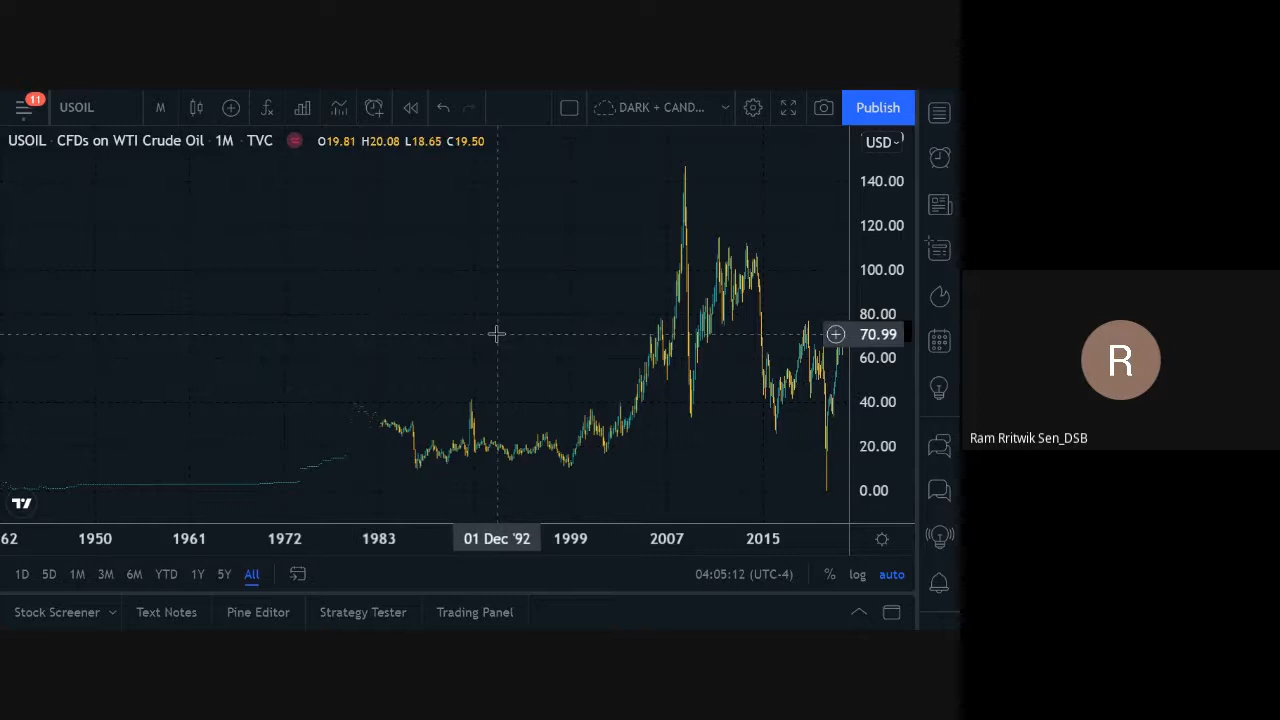 11
USOIL
M
DARK + CAND...
Publish
USOIL · CFDs on WTI Crude Oil · 1M · TVC
O19.81 H20.08 L18.65 C19.50
USD
140.00
120.00
100.00
80.00
70.99
60.00
40.00
20.00
0.00
62
1950
1961
1972
1983
01 Dec '92
1999
2007
2015
1D
5D
1M
3M
6M
YTD
1Y
5Y
All
04:05:12 (UTC-4)
%
log
auto
Stock Screener
Text Notes
Pine Editor
Strategy Tester
Trading Panel
R
Ram Rritwik Sen_DSB